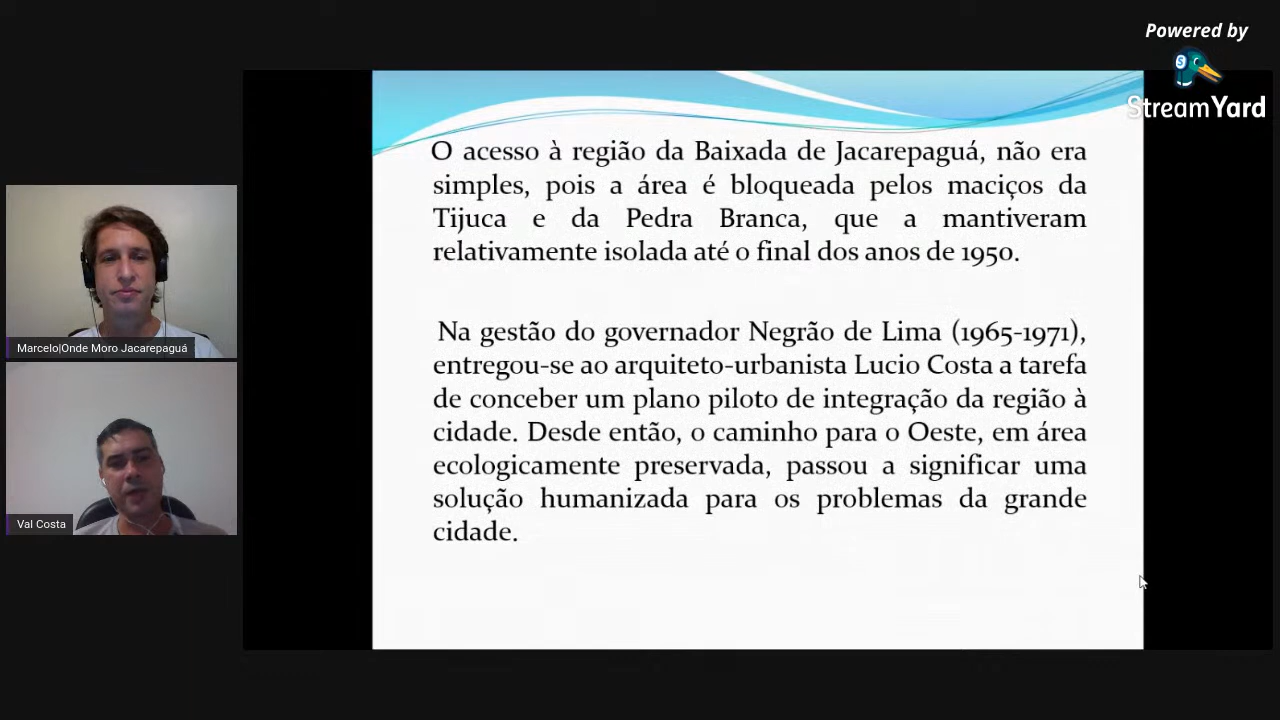 Powered by
StreamYard
O acesso à região da Baixada de Jacarepaguá, não era
simples, pois a área é bloqueada pelos maciços da
Tijuca e da Pedra Branca, que a mantiveram
relativamente isolada até o final dos anos de 1950.
Na gestão do governador Negrão de Lima (1965-1971),
entregou-se ao arquiteto-urbanista Lucio Costa a tarefa
de conceber um plano piloto de integração da região à
cidade. Desde então, o caminho para o Oeste, em área
ecologicamente preservada, passou a significar uma
solução humanizada para os problemas da grande
cidade.
Marcelo|Onde Moro Jacarepaguá
Val Costa